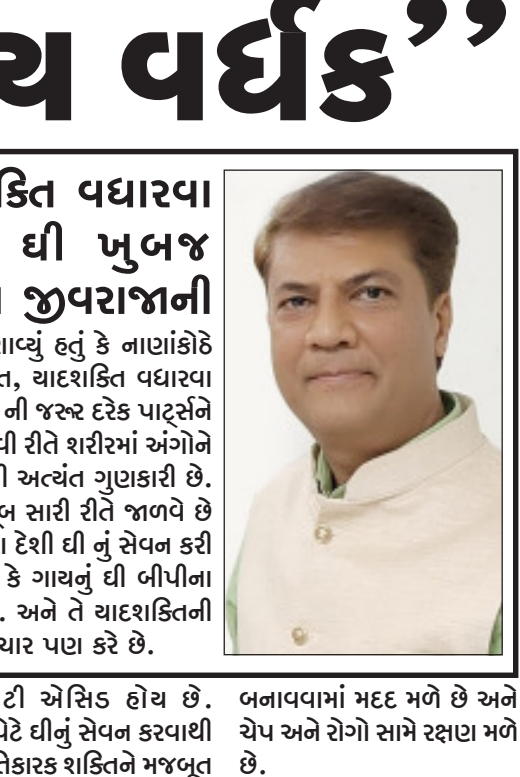 વર્ધક”
વધારવા
ઘી ખુબજ
જીવરાજાની
હતું કે નાણાંકોઠે
યાદશક્તિ વધારવા
ની જરૂર દરેક પાર્ટ્સને
રીતે શરીરમાં અંગોને
અત્યંત ગુણકારી છે.
સારી રીતે જાળવે છે
દેશી ઘી નું સેવન કરી
કે ગાયનું ઘી બીપીના
અને તે યાદશક્તિની
પણ કરે છે.
ટી એસિડ હોય છે.
ઘીનું સેવન કરવાથી
શક્તિને મજબૂત
બનાવવામાં મદદ મળે છે અને
ચેપ અને રોગો સામે રક્ષણ મળે
છે.